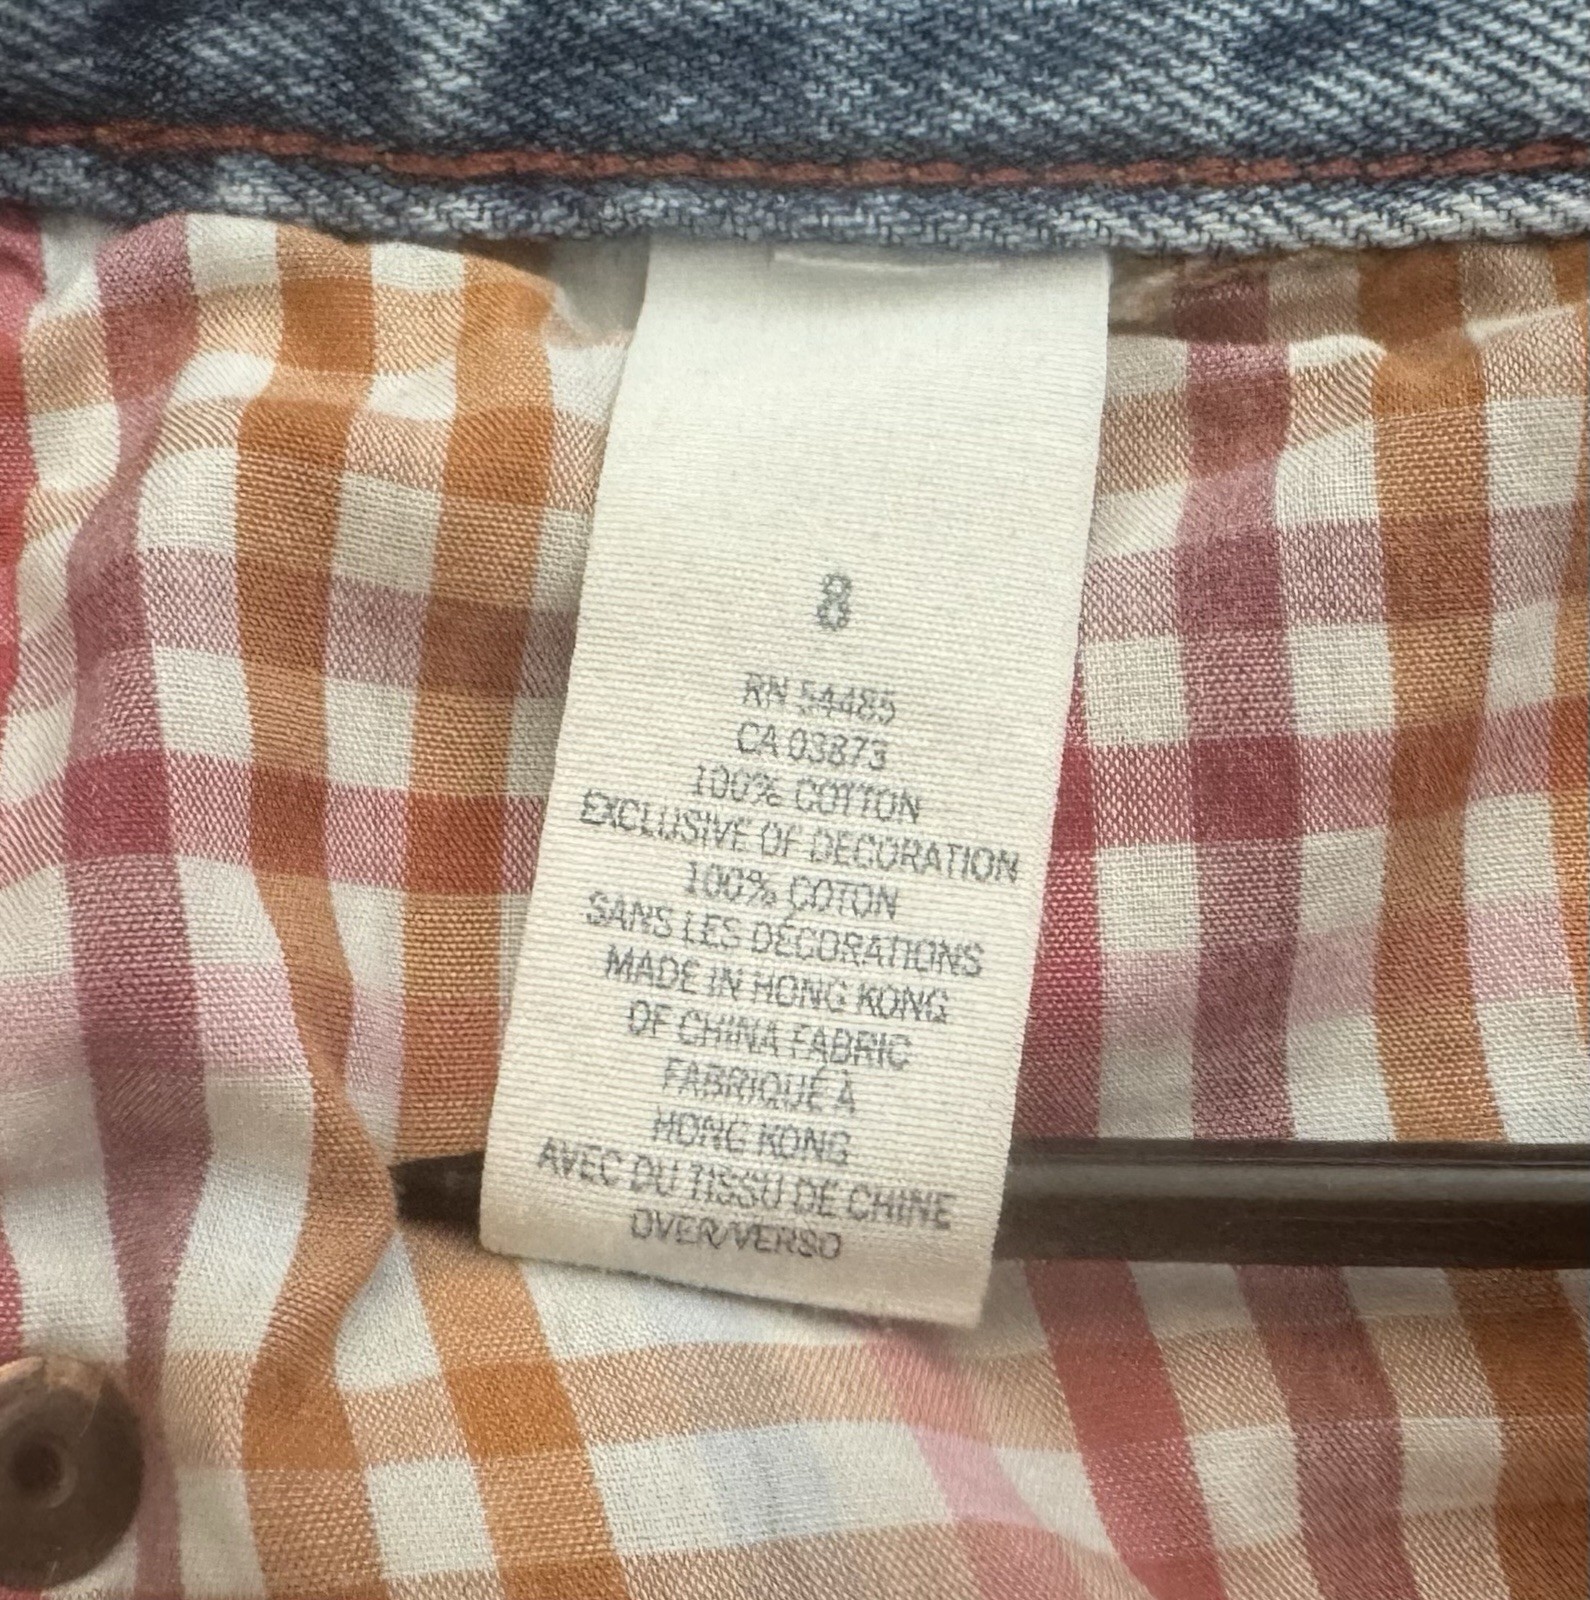 8
RN 54485
CA 03873
100% COTTON
EXCLUSIVE OF DECORATION
100% COTON
SANS LES DÉCORATIONS
MADE IN HONG KONG
OF CHINA FABRIC
FABRIQUÉ À
HONG KONG
AVEC DU TISSU DE CHINE
OVER/VERSO